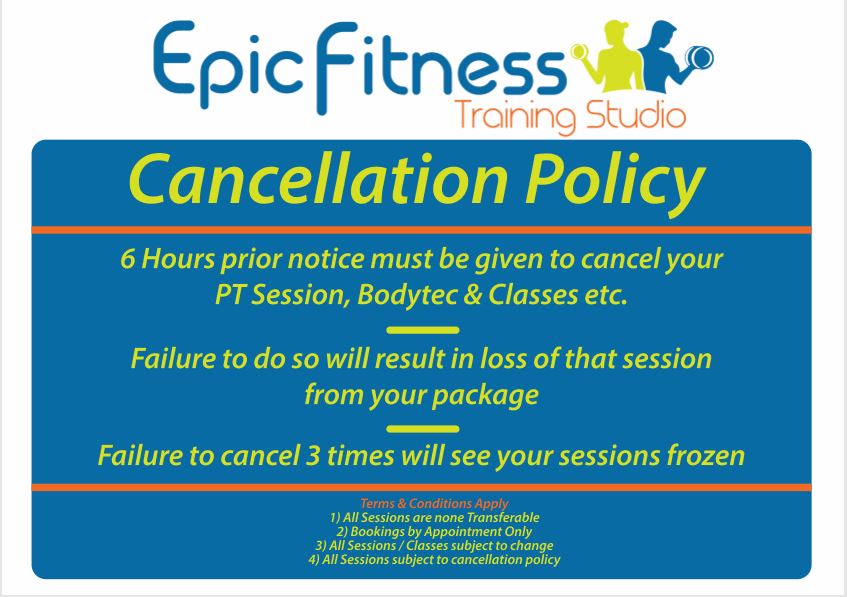 Epic Fitness
Training Studio
Cancellation Policy
6 Hours prior notice must be given to cancel your
PT Session, Bodytec & Classes etc.
Failure to do so will result in loss of that session
from your package
Failure to cancel 3 times will see your sessions frozen
Terms & Conditions Apply
1) All Sessions are none Transferable
2) Bookings by Appointment Only
3) All Sessions / Classes subject to change
4) All Sessions subject to cancellation policy